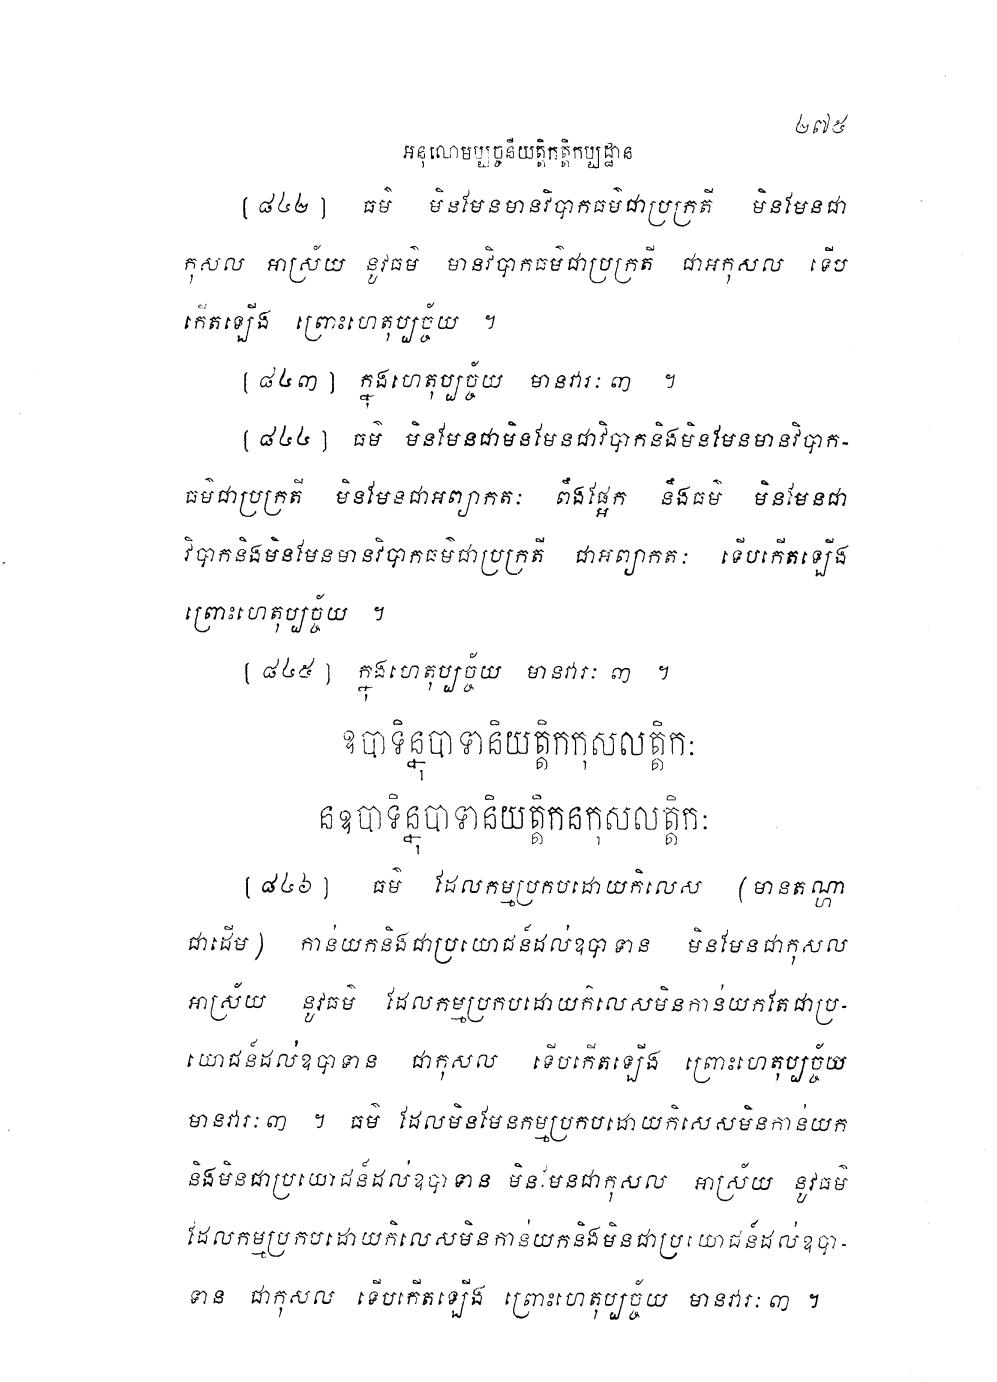 ២៧៥
អនុលោមប្បច្ចនីយត្តិកត្តិកប្បដ្ឋាន
(៨៤២) ធម៌ មិនមែនមានវិបាកធម៌ជាប្រក្រតី មិនមែនជា
កុសល អាស្រ័យ នូវធម៌ មានវិបាកធម៌ជាប្រក្រតី ជាអកុសល ទើប
កើតឡើង ព្រោះហេតុប្បច្ច័យ ។
(៨៤៣) ក្នុងហេតុប្បច្ច័យ មានវារៈ ៣ ។
(៨៤៤) ធម៌ មិនមែនជាមិនមែនជាវិបាកនិងមិនមែនមានវិបាក-
ធម៌ជាប្រក្រតី មិនមែនជាអព្យាកតៈ ពឹងផ្អែក នឹងធម៌ មិនមែនជា
វិបាកនិងមិនមែនមានវិបាកធម៌ជាប្រក្រតី ជាអព្យាកតៈ ទើបកើតឡើង
ព្រោះហេតុប្បច្ច័យ ។
(៨៤៥) ក្នុងហេតុប្បច្ច័យ មានវារៈ ៣ ។
ឧបាទិន្នុបាទានិយត្តិកកុសលត្តិកៈ
នឧបាទិន្នុបាទានិយត្តិកនកុសលត្តិកៈ
(៨៤៦) ធម៌ ដែលកម្មប្រកបដោយកិលេស (មានតណ្ហា
ជាដើម) កាន់យកនិងជាប្រយោជន៍ដល់ឧបាទាន មិនមែនជាកុសល
អាស្រ័យ នូវធម៌ ដែលកម្មប្រកបដោយកិលេសមិនកាន់យកតែជាប្រ-
យោជន៍ដល់ឧបាទាន ជាកុសល ទើបកើតឡើង ព្រោះហេតុប្បច្ច័យ
មានវារៈ ៣ ។ ធម៌ ដែលមិនមែនកម្មប្រកបដោយកិលេសមិនកាន់យក
និងមិនជាប្រយោជន៍ដល់ឧបាទាន មិនមែនជាកុសល អាស្រ័យ នូវធម៌
ដែលកម្មប្រកបដោយកិលេសមិនកាន់យកនិងមិនជាប្រយោជន៍ដល់ឧបា-
ទាន ជាកុសល ទើបកើតឡើង ព្រោះហេតុប្បច្ច័យ មានវារៈ ៣ ។